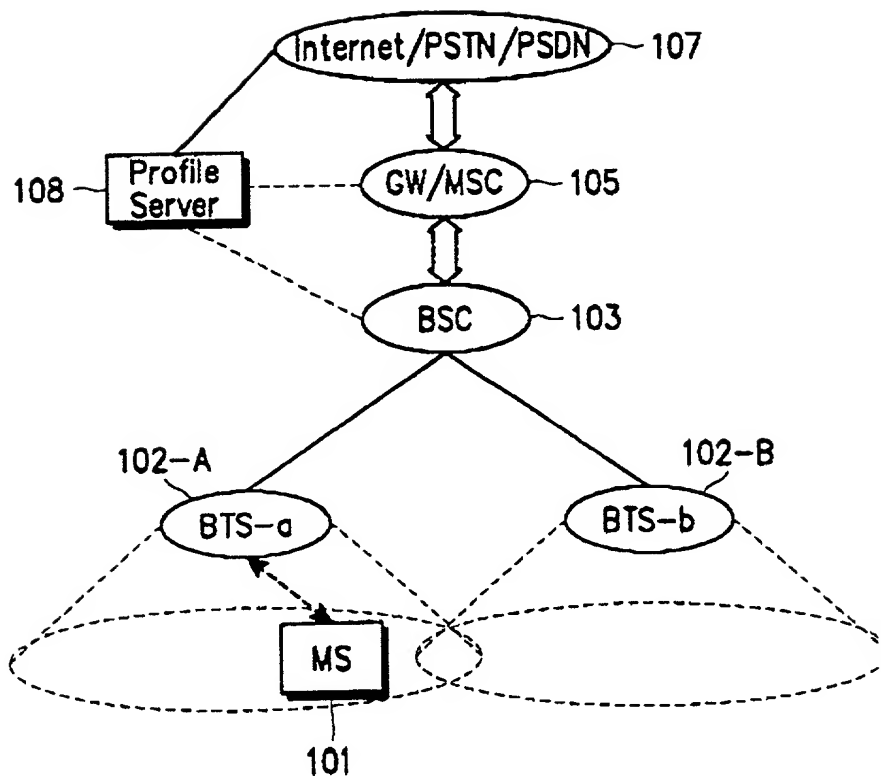 Internet/PSTN/PSDN
107
Profile
Server
108
GW/MSC
105
BSC
103
102-A
102-B
BTS-a
BTS-b
MS
101